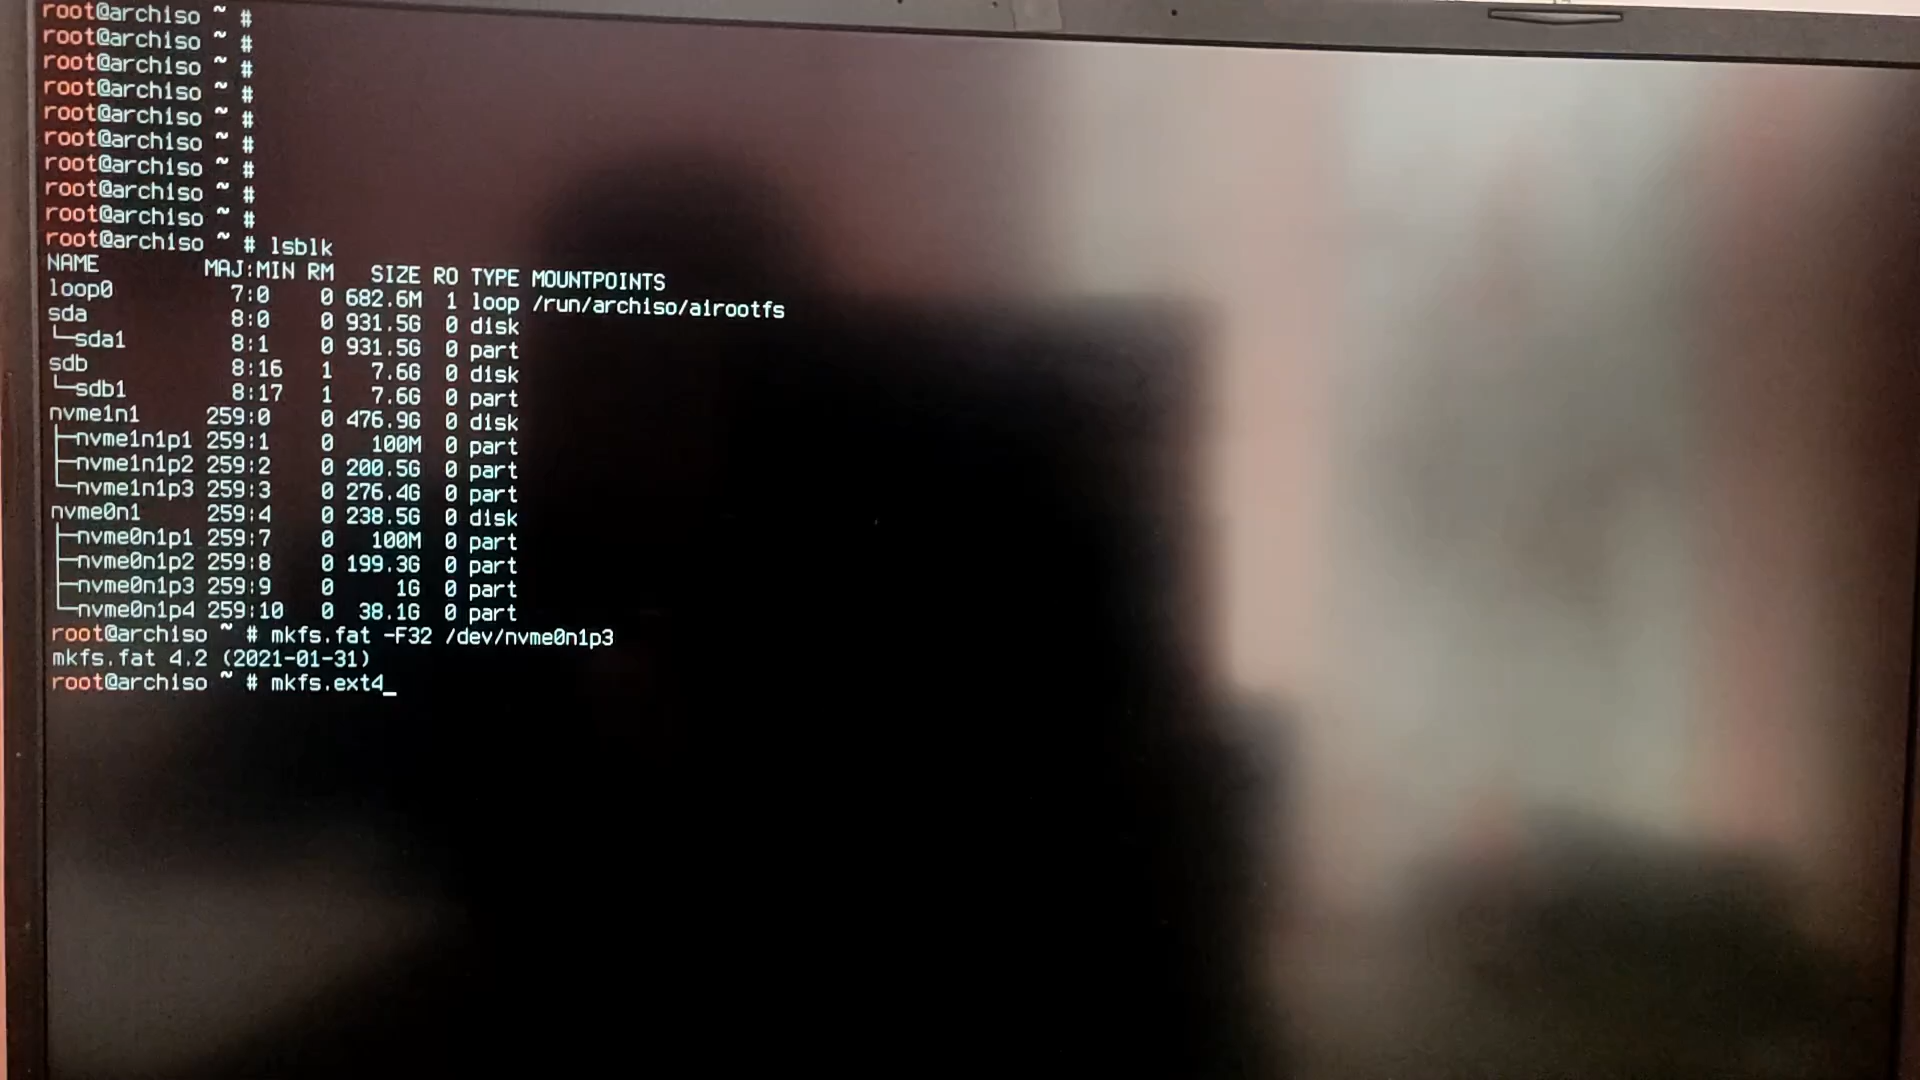 root@archiso ~ #
root@archiso ~ #
root@archiso ~ #
root@archiso ~ #
root@archiso ~ #
root@archiso ~ #
root@archiso ~ #
root@archiso ~ #
root@archiso ~ #
root@archiso ~ # lsblk
NAME        MAJ:MIN RM   SIZE RO TYPE MOUNTPOINTS
loop0         7:0    0 682.6M  1 loop /run/archiso/airootfs
sda           8:0    0 931.5G  0 disk
└─sda1        8:1    0 931.5G  0 part
sdb           8:16   1   7.6G  0 disk
└─sdb1        8:17   1   7.6G  0 part
nvme1n1     259:0    0 476.9G  0 disk
├─nvme1n1p1 259:1    0   100M  0 part
├─nvme1n1p2 259:2    0 200.5G  0 part
└─nvme1n1p3 259:3    0 276.4G  0 part
nvme0n1     259:4    0 238.5G  0 disk
├─nvme0n1p1 259:7    0   100M  0 part
├─nvme0n1p2 259:8    0 199.3G  0 part
├─nvme0n1p3 259:9    0     1G  0 part
└─nvme0n1p4 259:10   0  38.1G  0 part
root@archiso ~ # mkfs.fat -F32 /dev/nvme0n1p3
mkfs.fat 4.2 (2021-01-31)
root@archiso ~ # mkfs.ext4_